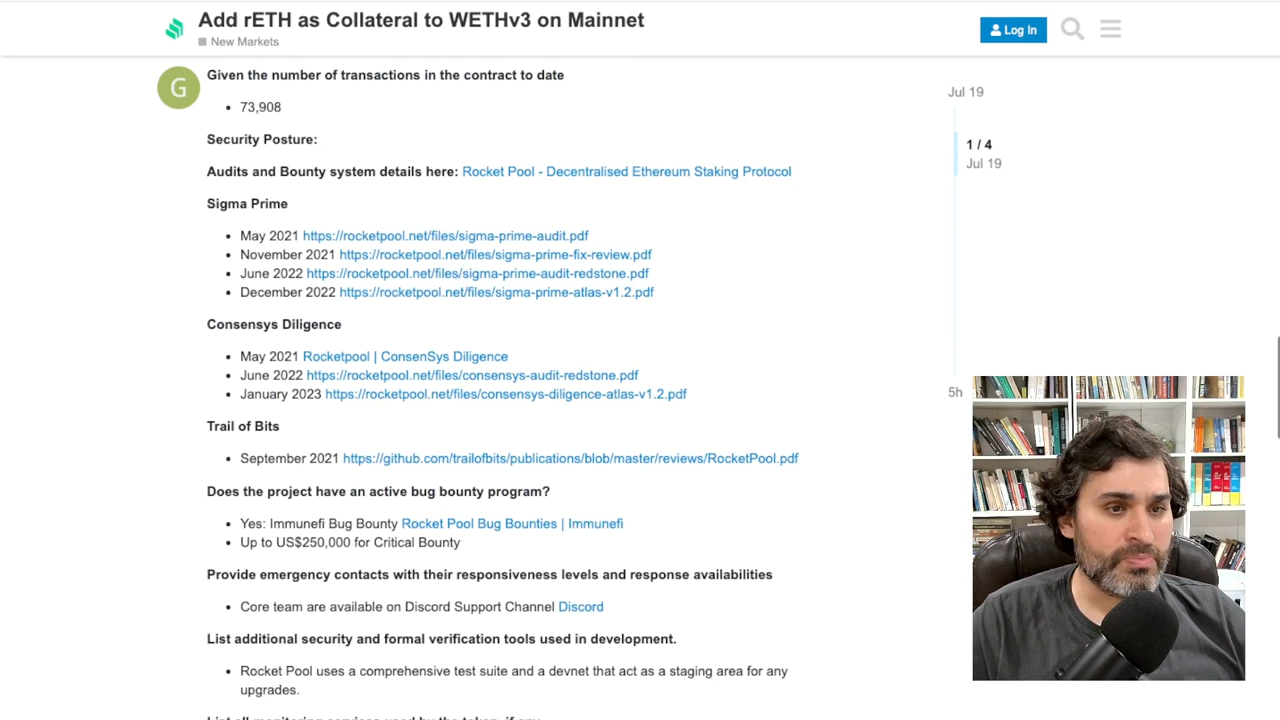 Add rETH as Collateral to WETHv3 on Mainnet
New Markets
Log In
G
Given the number of transactions in the contract to date
• 73,908
Security Posture:
Audits and Bounty system details here: Rocket Pool - Decentralised Ethereum Staking Protocol
Sigma Prime
• May 2021 https://rocketpool.net/files/sigma-prime-audit.pdf
• November 2021 https://rocketpool.net/files/sigma-prime-fix-review.pdf
• June 2022 https://rocketpool.net/files/sigma-prime-audit-redstone.pdf
• December 2022 https://rocketpool.net/files/sigma-prime-atlas-v1.2.pdf
Consensys Diligence
• May 2021 Rocketpool | ConsenSys Diligence
• June 2022 https://rocketpool.net/files/consensys-audit-redstone.pdf
• January 2023 https://rocketpool.net/files/consensys-diligence-atlas-v1.2.pdf
Trail of Bits
• September 2021 https://github.com/trailofbits/publications/blob/master/reviews/RocketPool.pdf
Does the project have an active bug bounty program?
• Yes: Immunefi Bug Bounty Rocket Pool Bug Bounties | Immunefi
• Up to US$250,000 for Critical Bounty
Provide emergency contacts with their responsiveness levels and response availabilities
• Core team are available on Discord Support Channel Discord
List additional security and formal verification tools used in development.
• Rocket Pool uses a comprehensive test suite and a devnet that act as a staging area for any
upgrades.
List all monitoring services used by the token, if any
Jul 19
1 / 4
Jul 19
5h